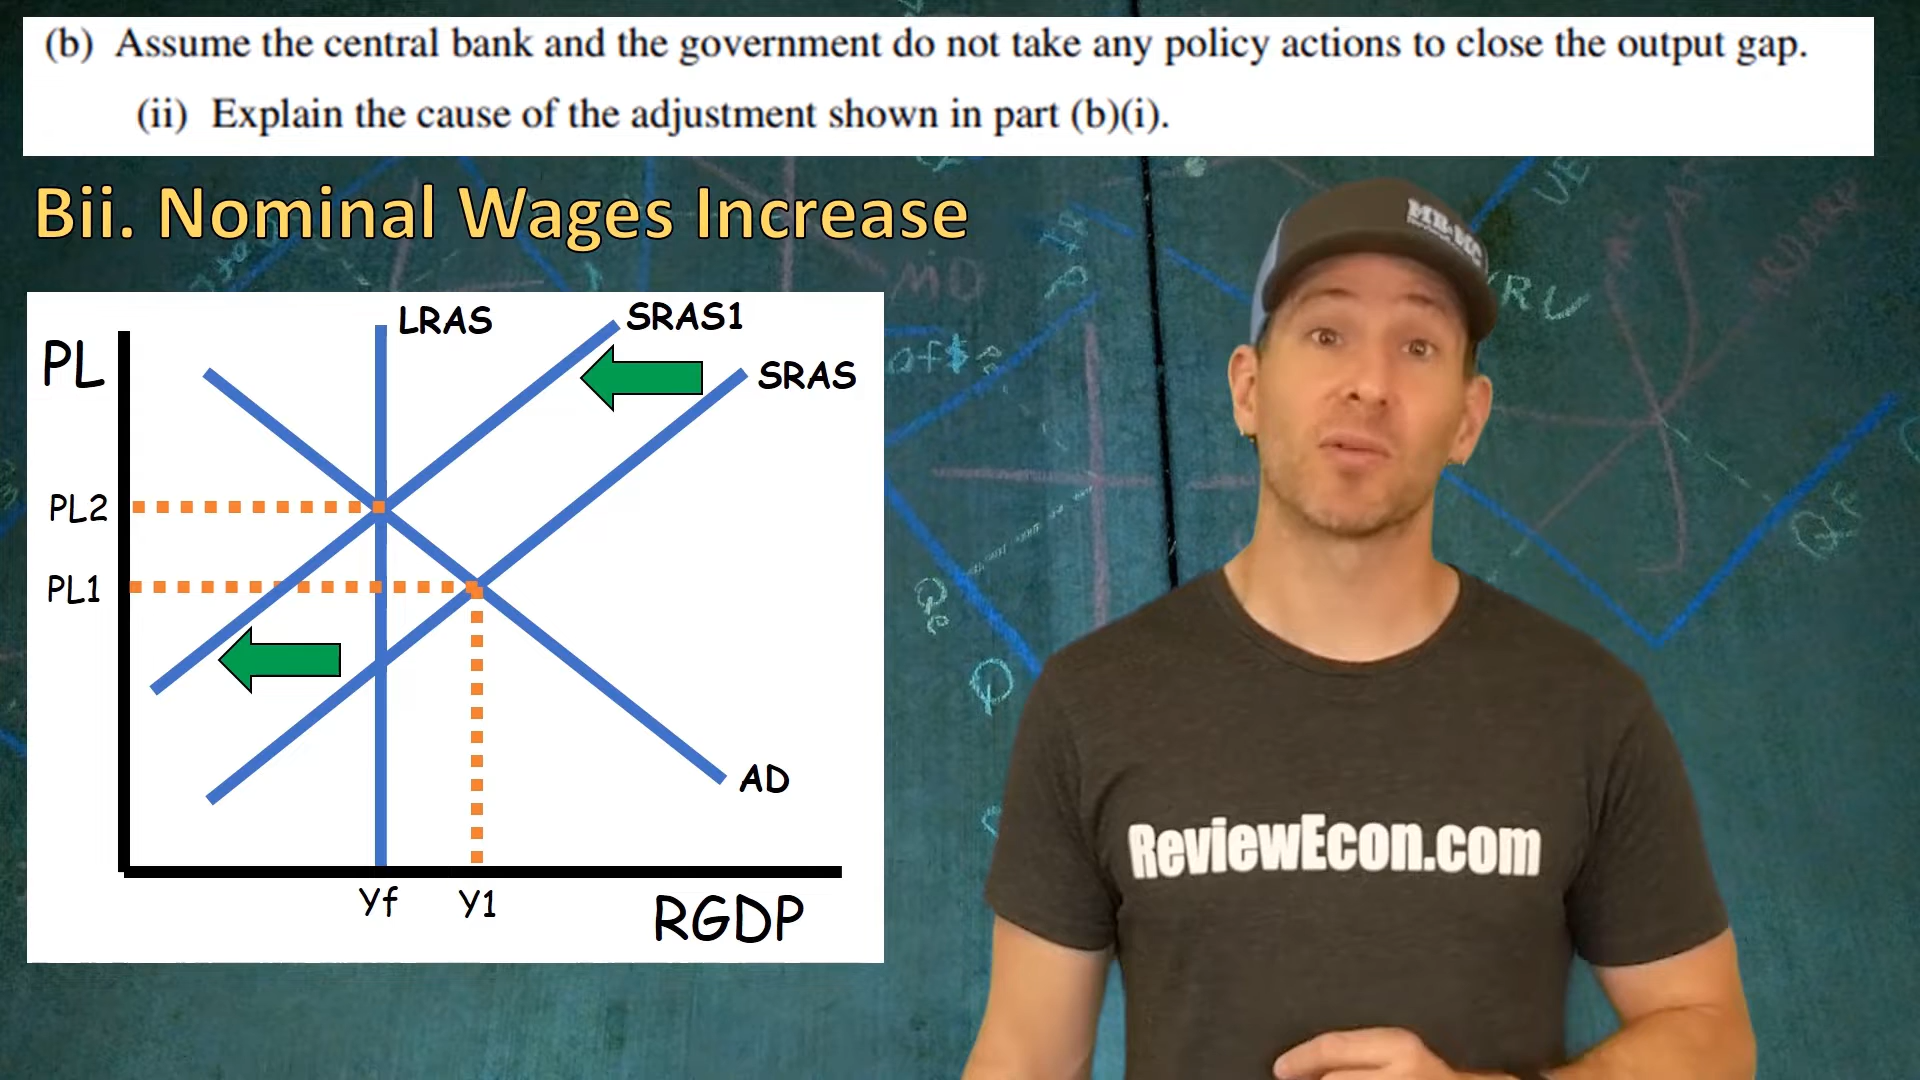 (b) Assume the central bank and the government do not take any policy actions to close the output gap.
(ii) Explain the cause of the adjustment shown in part (b)(i).
Bii. Nominal Wages Increase
LRAS
SRAS1
PL
SRAS
PL2
PL1
AD
Yf
Y1
RGDP
MD
Qe
Q
ReviewEcon.com